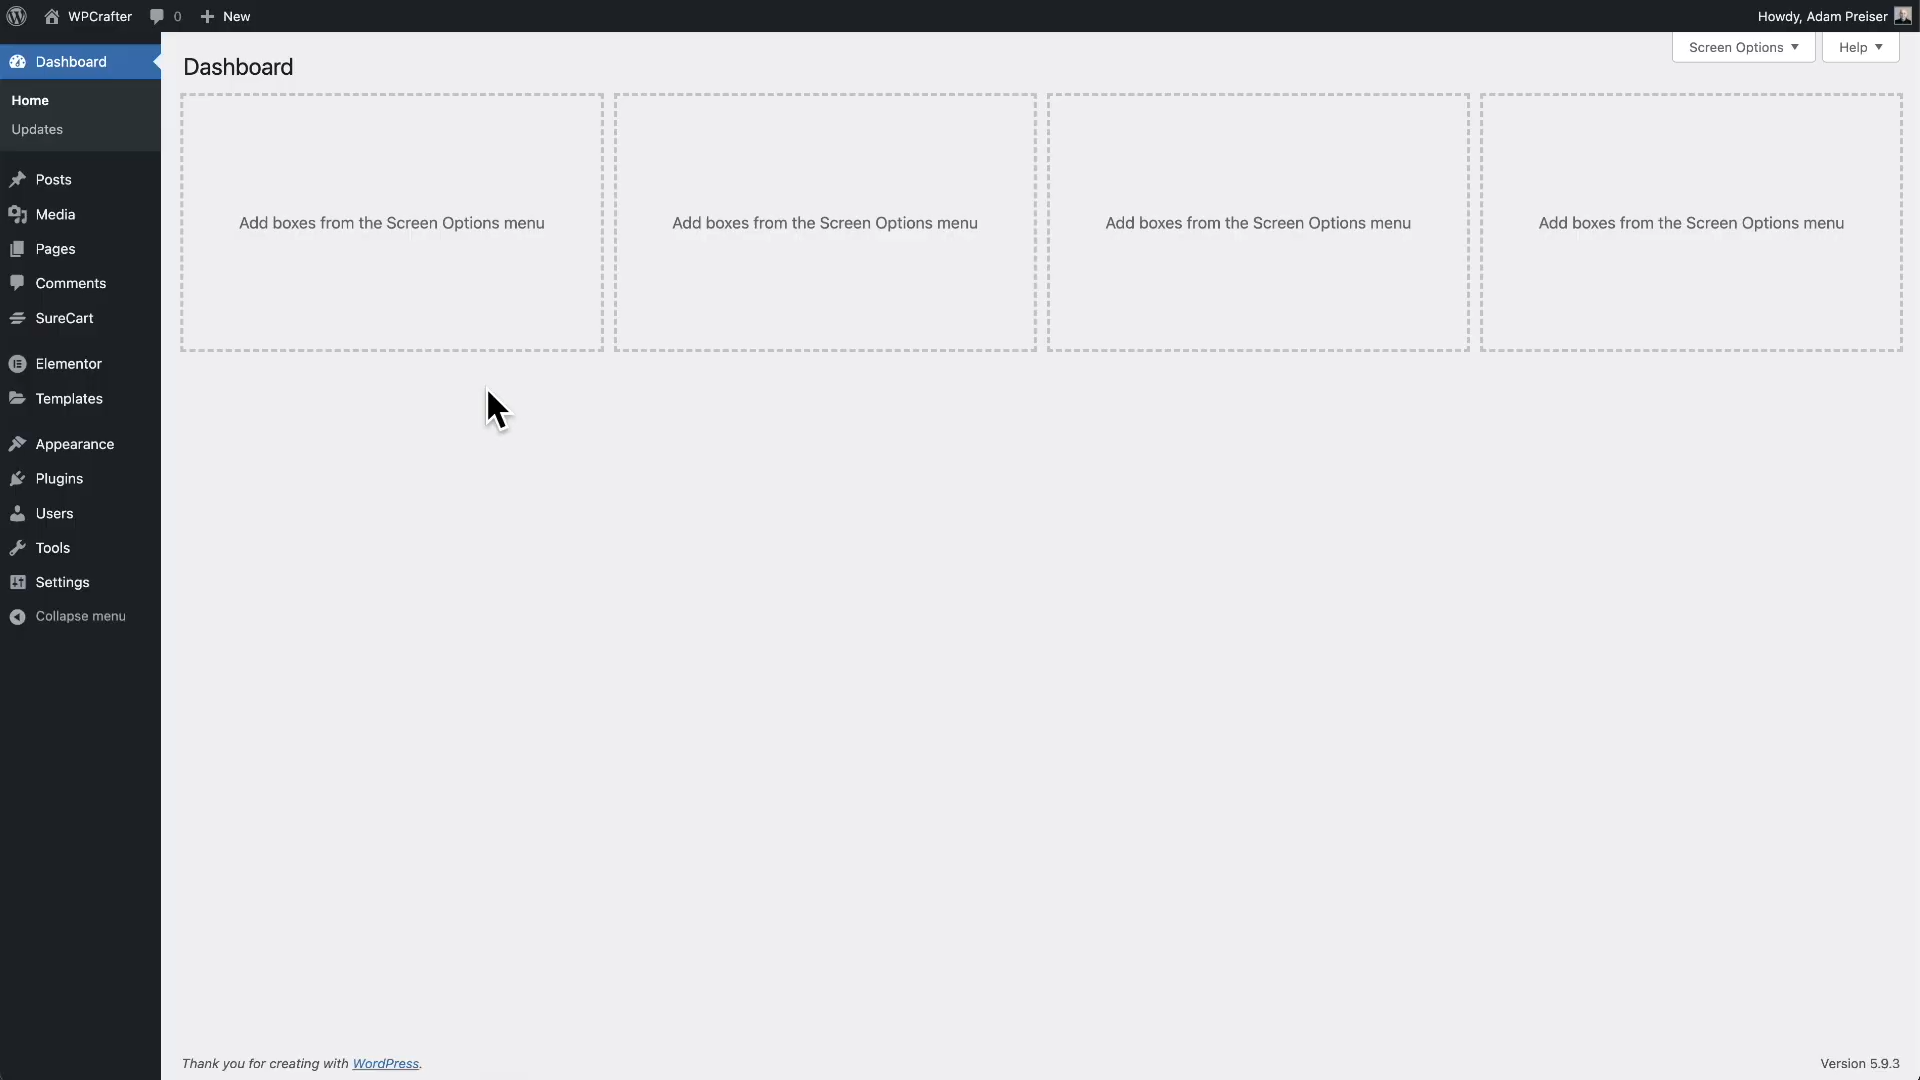 WPCrafter
0
New
Howdy, Adam Preiser
Dashboard
Home
Updates
Posts
Media
Pages
Comments
SureCart
Elementor
Templates
Appearance
Plugins
Users
Tools
Settings
Collapse menu
Screen Options
Help
Dashboard
Add boxes from the Screen Options menu
Add boxes from the Screen Options menu
Add boxes from the Screen Options menu
Add boxes from the Screen Options menu
Thank you for creating with WordPress.
Version 5.9.3